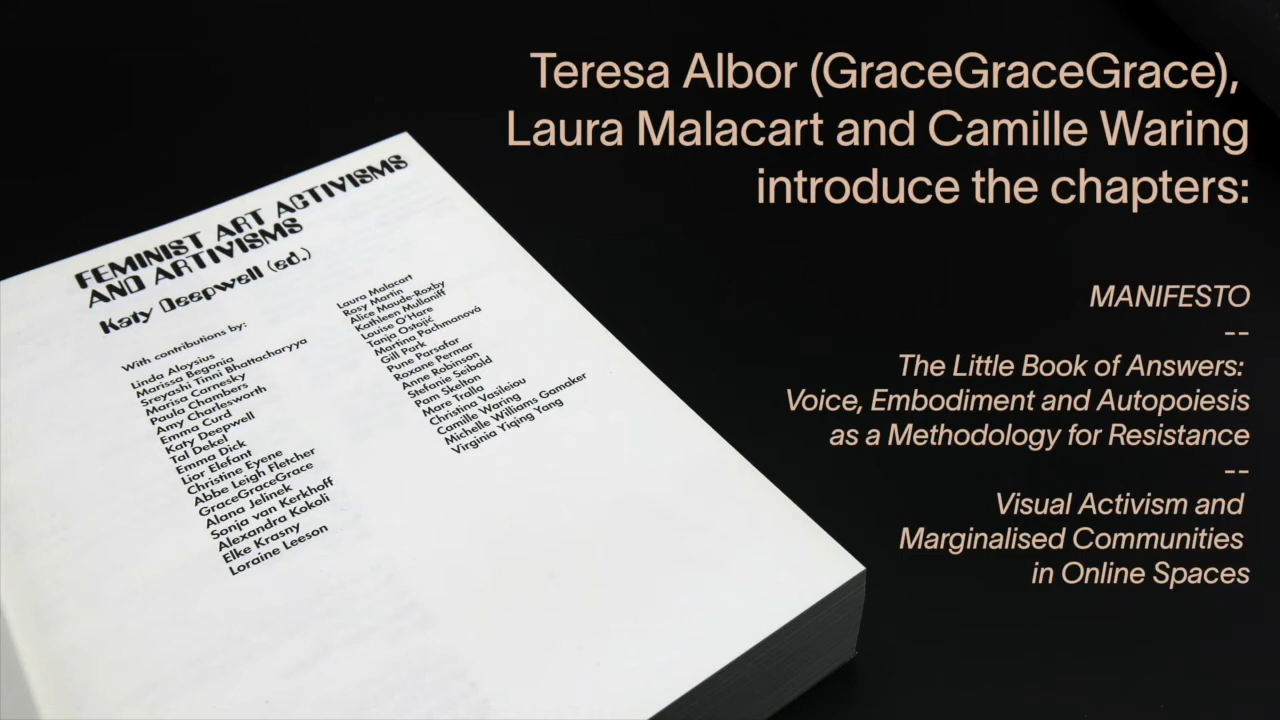 Teresa Albor (GraceGraceGrace),
Laura Malacart and Camille Waring
introduce the chapters:
MANIFESTO
--
The Little Book of Answers:
Voice, Embodiment and Autopoiesis
as a Methodology for Resistance
--
Visual Activism and
Marginalised Communities
in Online Spaces
FEMINIST ART ACTIVISMS
AND ARTIVISMS
Katy Deepwell (ed.)
With contributions by:
Linda Aloysius
Marissa Begonia
Sreyashi Tinni Bhattacharyya
Marisa Carnesky
Paula Chambers
Amy Charlesworth
Emma Curd
Katy Deepwell
Tal Dekel
Emma Dick
Lior Elefant
Christine Eyene
Abbe Leigh Fletcher
GraceGraceGrace
Alana Jelinek
Sonja van Kerkhoff
Alexandra Kokoli
Elke Krasny
Loraine Leeson
Laura Malacart
Rosy Martin
Alice Maude-Roxby
Kathleen Mullaniff
Louise O'Hare
Tanja Ostojić
Martina Pachmanová
Gill Park
Pune Parsafar
Roxane Permar
Anne Robinson
Stefanie Seibold
Pam Skelton
Mare Tralla
Christina Vasileiou
Camille Waring
Michelle Williams Gamaker
Virginia Yiqing Yang